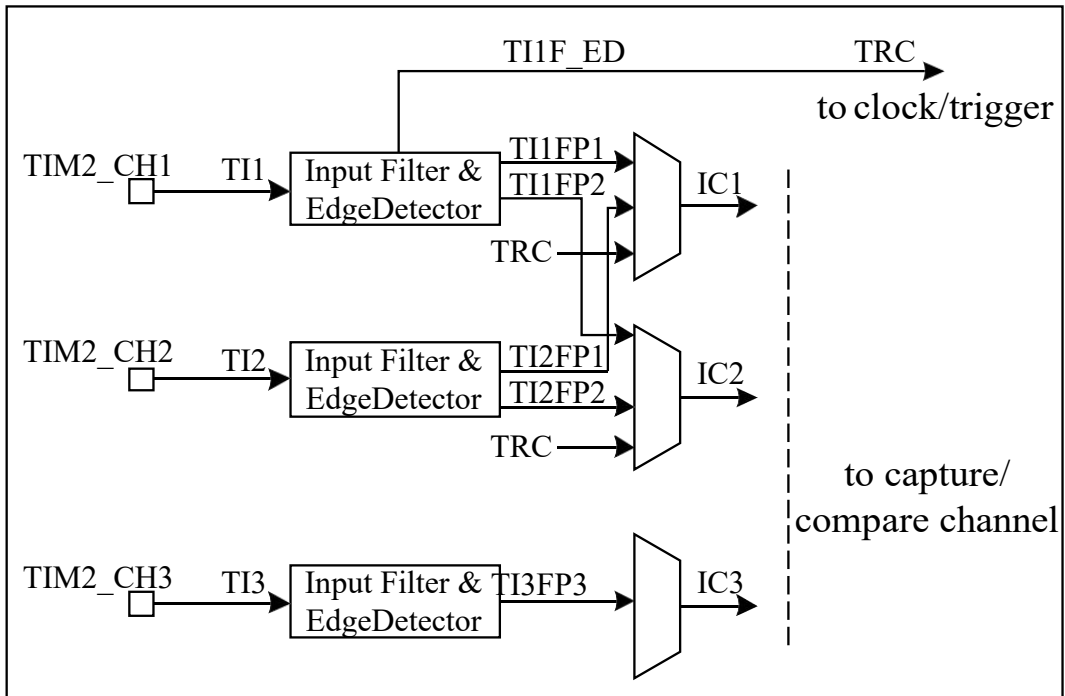 TI1F_ED
TRC
to clock/trigger
TIM2_CH1
TI1
Input Filter &
EdgeDetector
TI1FP1
TI1FP2
TRC
IC1
TIM2_CH2
TI2
Input Filter &
EdgeDetector
TI2FP1
TI2FP2
TRC
IC2
to capture/
compare channel
TIM2_CH3
TI3
Input Filter &
EdgeDetector
TI3FP3
IC3